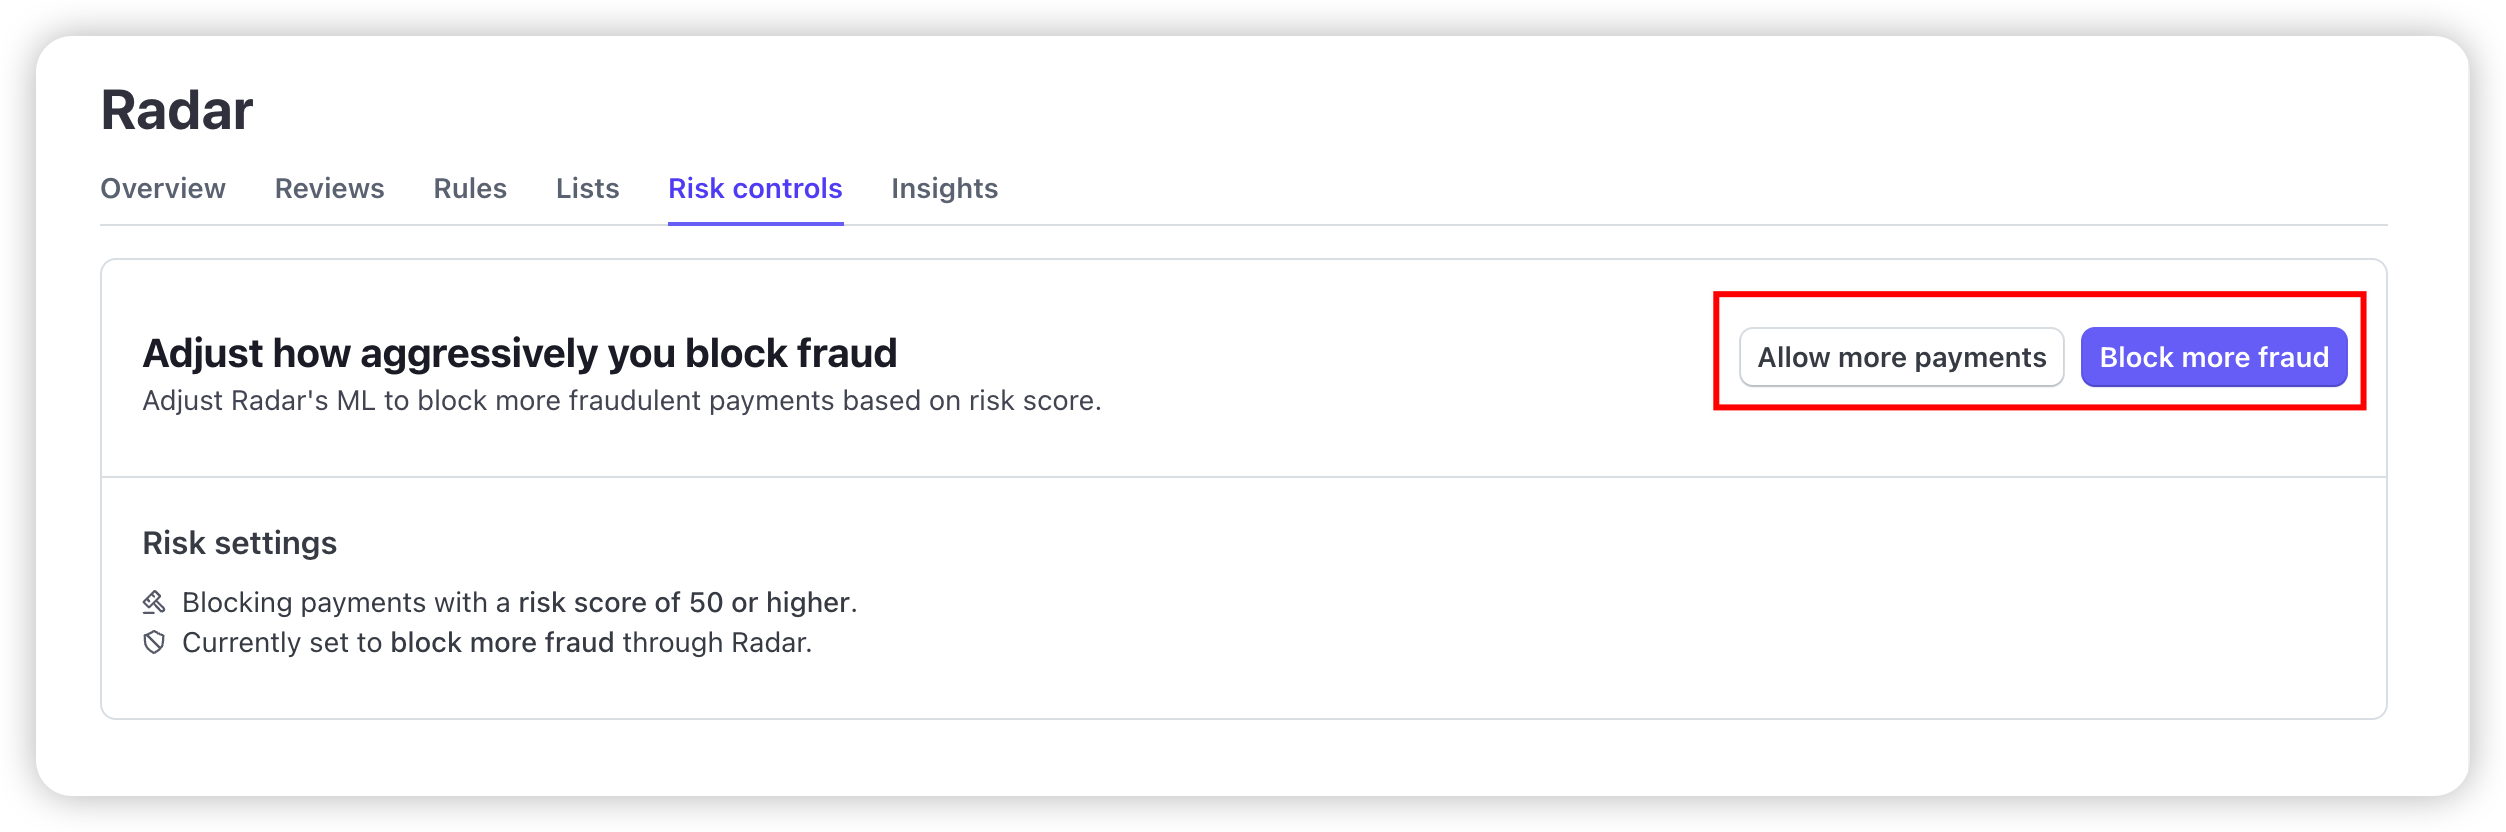 Radar
Overview Reviews Rules Lists Risk controls Insights
Adjust how aggressively you block fraud
Adjust Radar's ML to block more fraudulent payments based on risk score.
Allow more payments Block more fraud
Risk settings
Blocking payments with a risk score of 50 or higher.
Currently set to block more fraud through Radar.